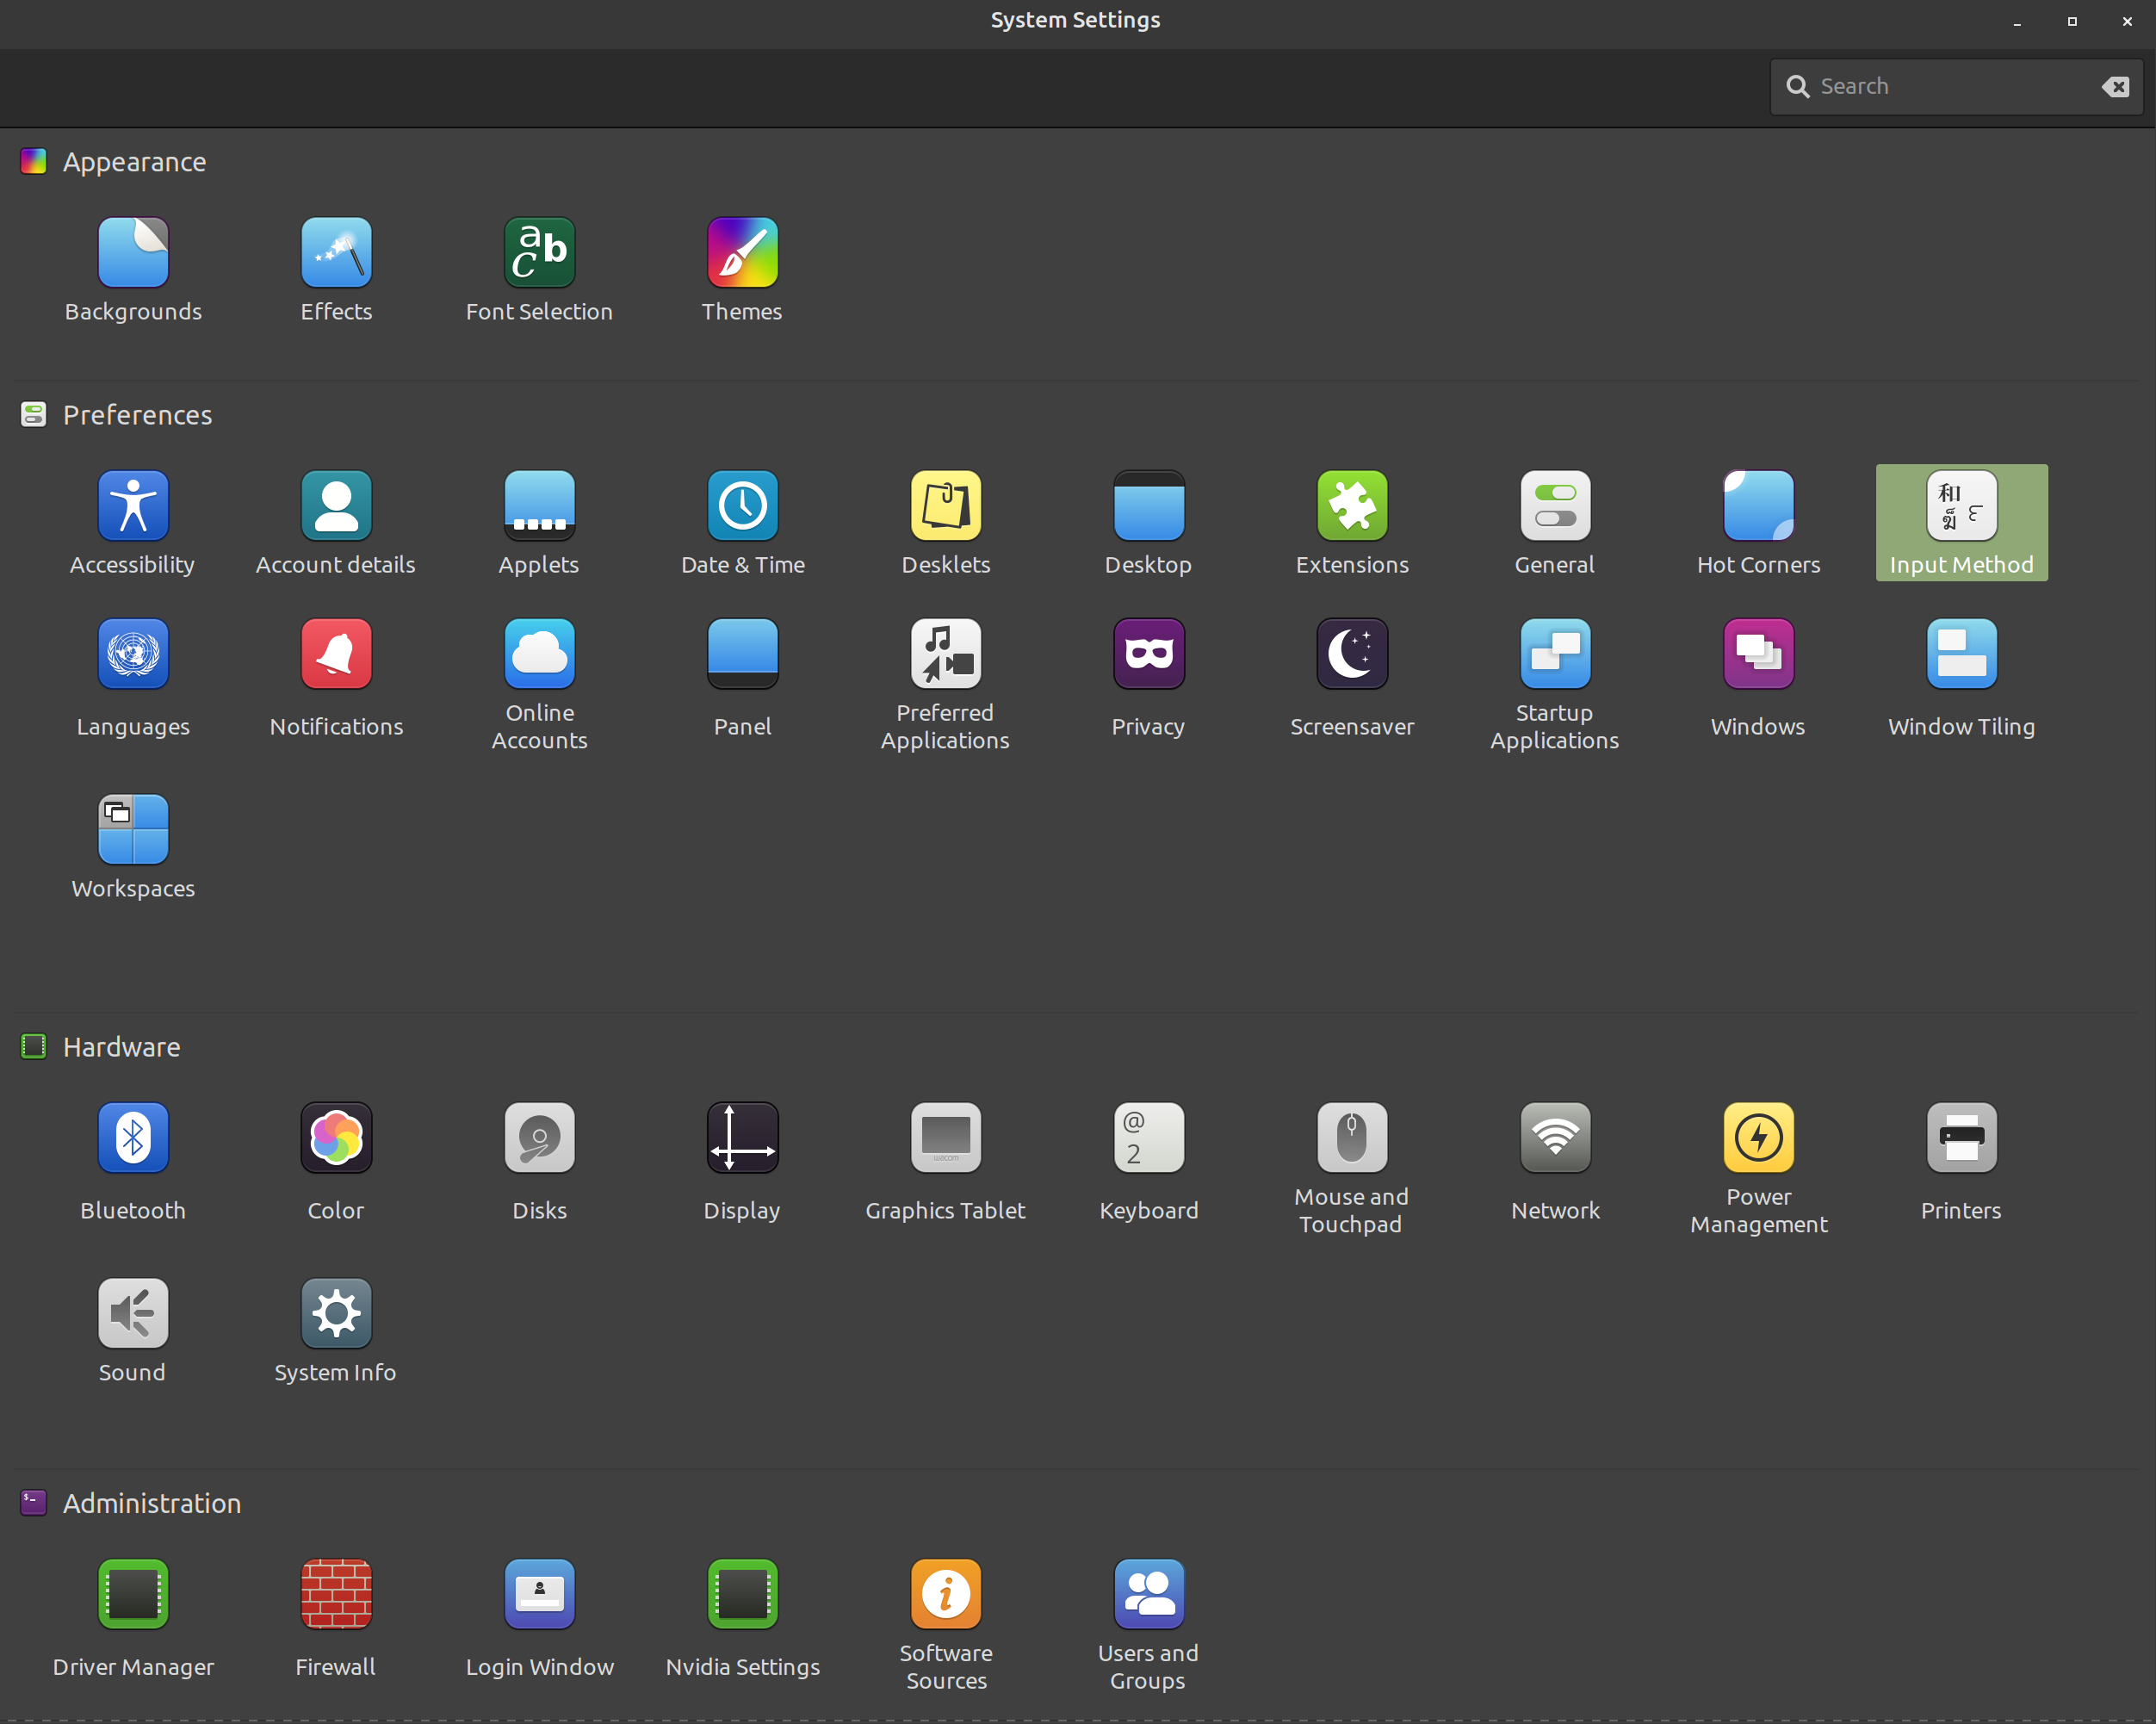 System Settings
Search
Appearance
Backgrounds
Effects
Font Selection
Themes
Preferences
Accessibility
Account details
Applets
Date & Time
Desklets
Desktop
Extensions
General
Hot Corners
Input Method
Languages
Notifications
Online
Accounts
Panel
Preferred
Applications
Privacy
Screensaver
Startup
Applications
Windows
Window Tiling
Workspaces
Hardware
Bluetooth
Color
Disks
Display
Graphics Tablet
Keyboard
Mouse and
Touchpad
Network
Power
Management
Printers
Sound
System Info
Administration
Driver Manager
Firewall
Login Window
Nvidia Settings
Software
Sources
Users and
Groups